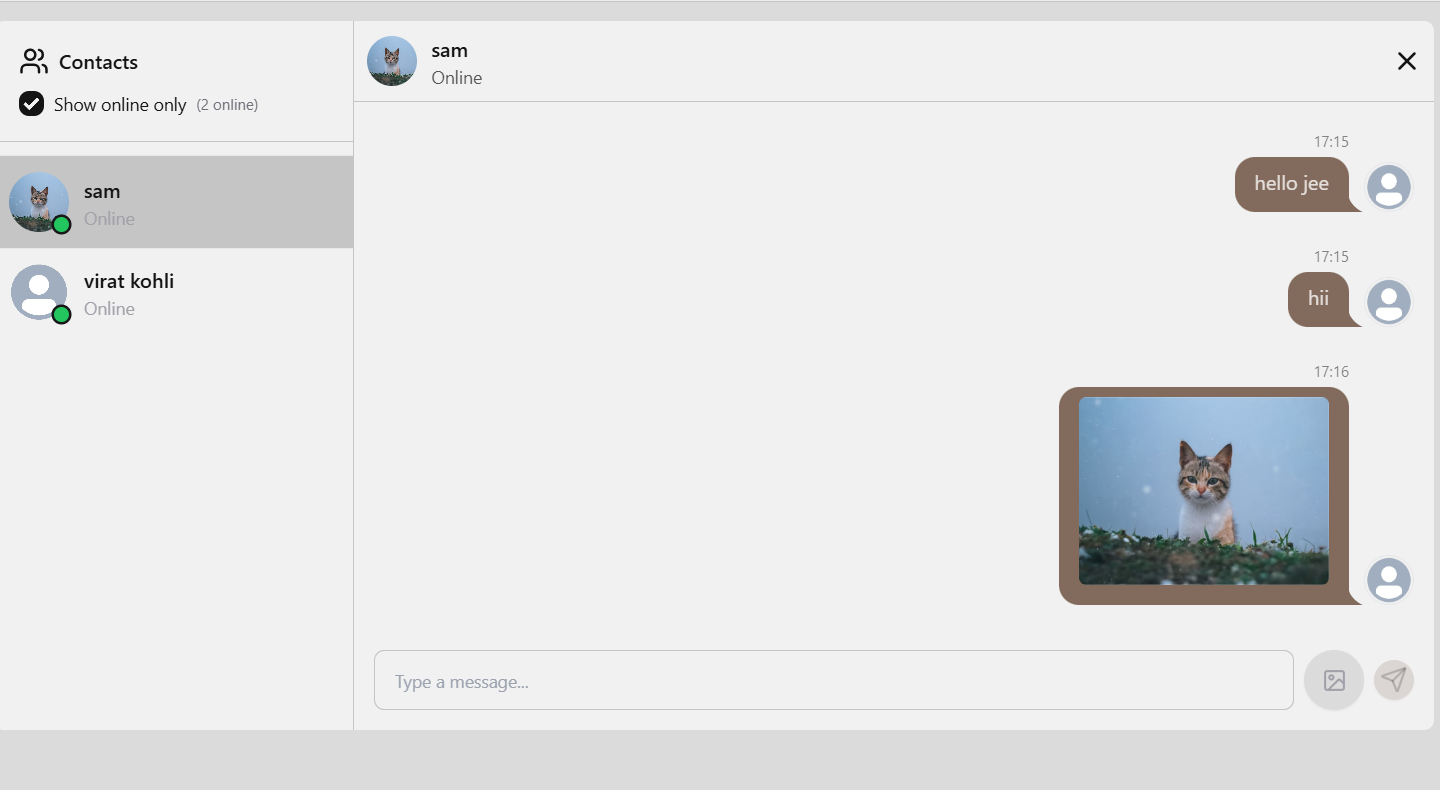 Contacts
Show online only (2 online)
sam
Online
virat kohli
Online
sam
Online
17:15
hello jee
17:15
hii
17:16
Type a message...